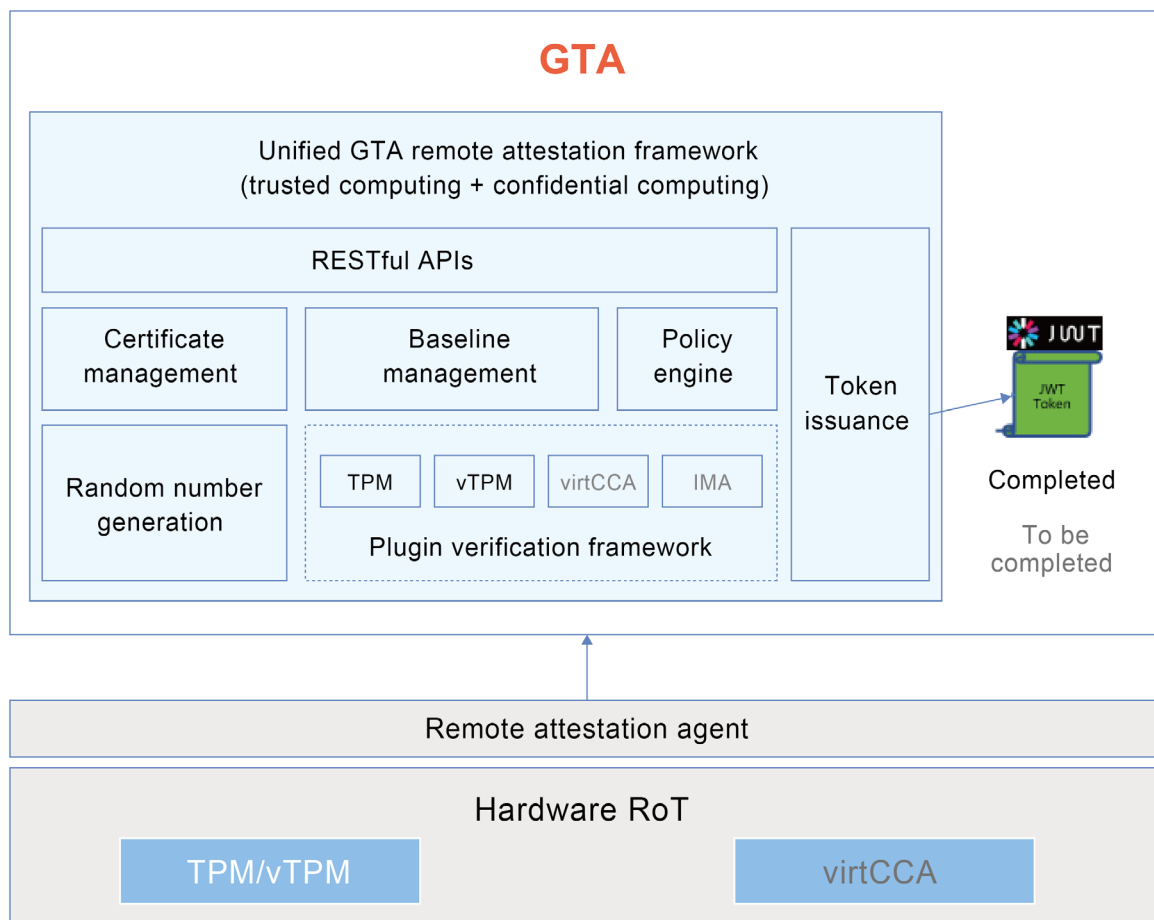 GTA
Unified GTA remote attestation framework
(trusted computing + confidential computing)
RESTful APIs
Certificate
management
Baseline
management
Policy
engine
Token
issuance
JWT
JWT
Token
Random number
generation
TPM
vTPM
virtCCA
IMA
Plugin verification framework
Completed
To be
completed
Remote attestation agent
Hardware RoT
TPM/vTPM
virtCCA